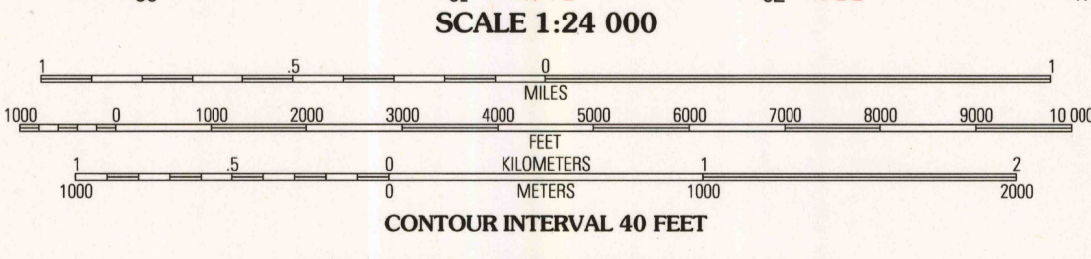 SCALE 1:24 000
1 .5 0 1
MILES
1000 0 1000 2000 3000 4000 5000 6000 7000 8000 9000 10 000
FEET
1 .5 0 KILOMETERS 1 2
1000 0 METERS 1000 2000
CONTOUR INTERVAL 40 FEET